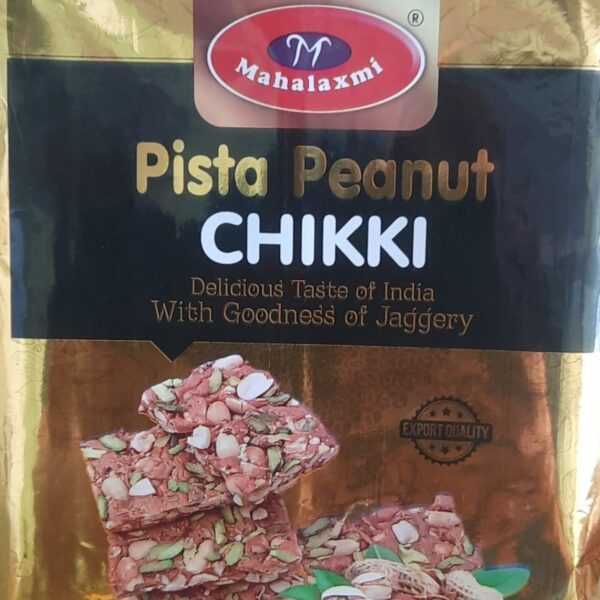 M
®
Mahalaxmi
Pista Peanut
CHIKKI
Delicious Taste of India
With Goodness of Jaggery
EXPORT QUALITY